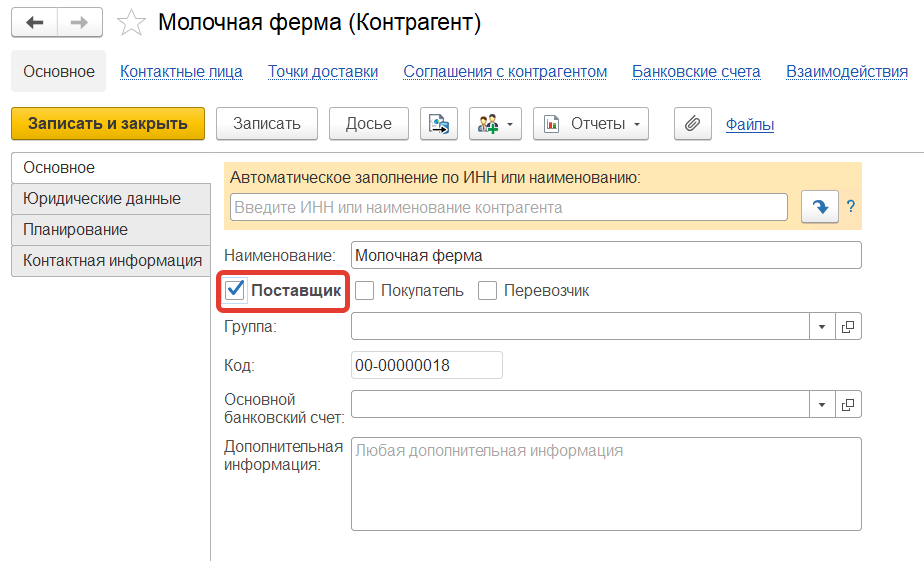 Молочная ферма (Контрагент)
Основное Контактные лица Точки доставки Соглашения с контрагентом Банковские счета Взаимодействия
Записать и закрыть Записать Досье Отчеты Файлы
Основное
Юридические данные
Планирование
Контактная информация
Автоматическое заполнение по ИНН или наименованию:
Введите ИНН или наименование контрагента ?
Наименование: Молочная ферма
Поставщик Покупатель Перевозчик
Группа:
Код: 00-00000018
Основной
банковский счет:
Дополнительная Любая дополнительная информация
информация: